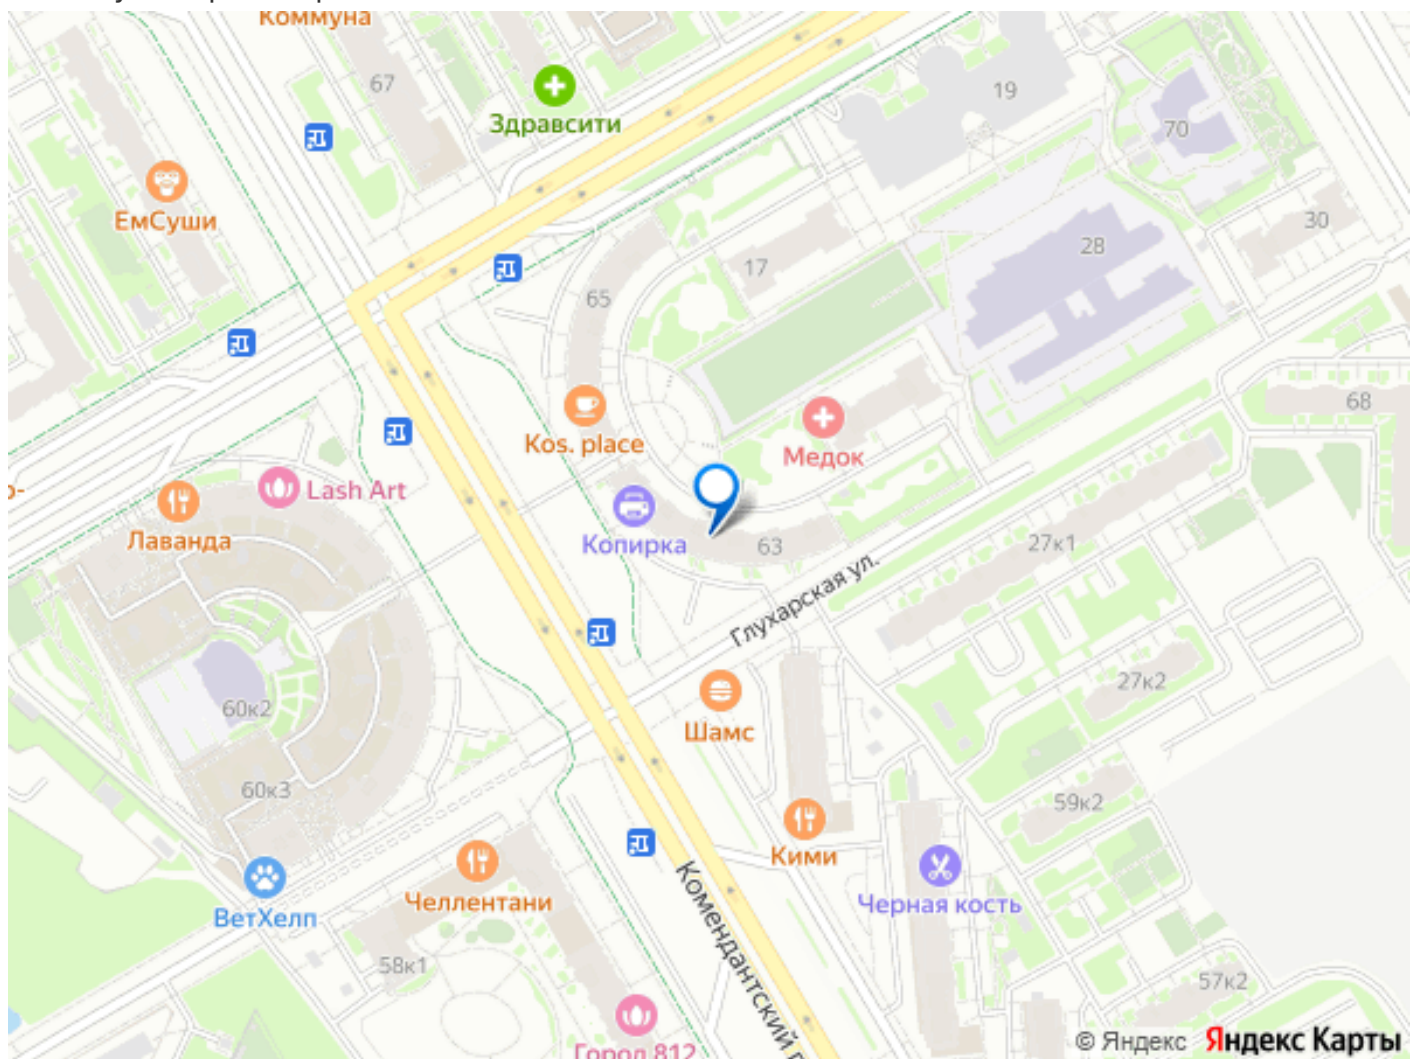 Коммуна
67
Здравсити
19
70
ЕмСуши
30
28
17
65
68
Kos. place
Медок
Lash Art
Лаванда
Копирка
63
27к1
Глухарская ул.
27к2
60к2
Шамс
60к3
59к2
Кими
Челлентани
Черная кость
ВетХелп
Комендантский
58к1
57к2
Город 812
© Яндекс Яндекс Карты